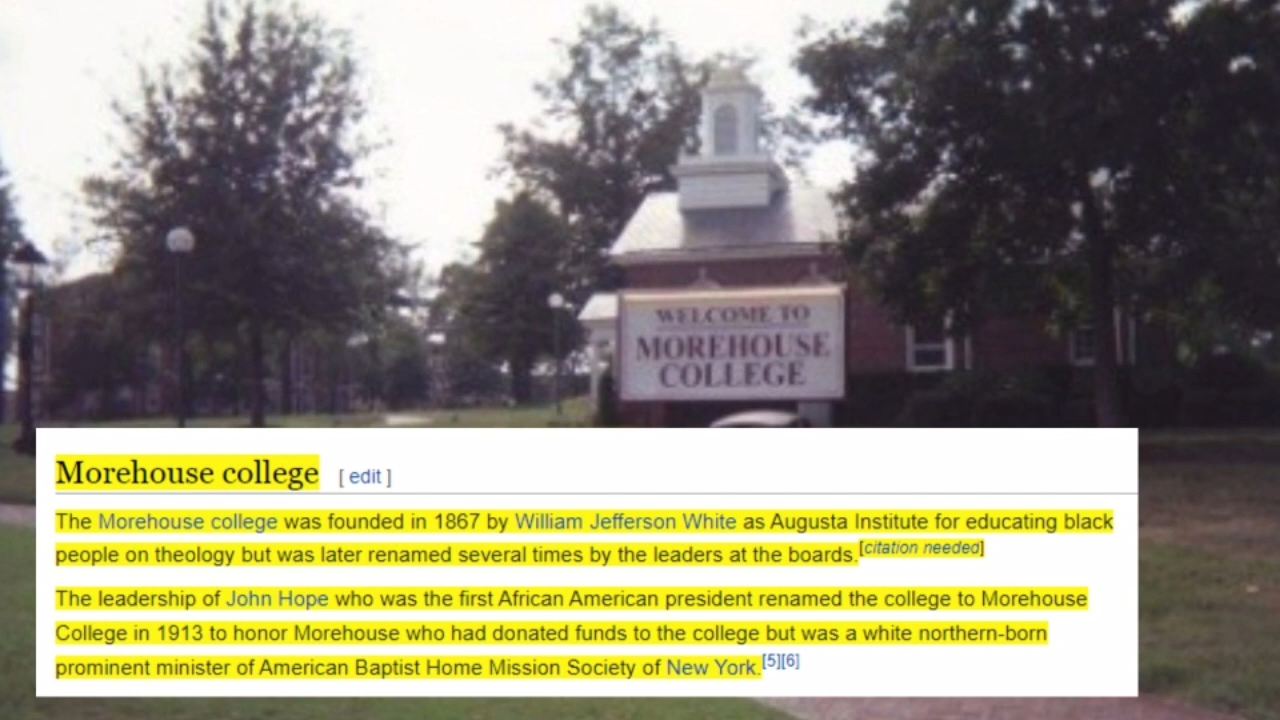 WELCOME TO
MOREHOUSE
COLLEGE
Morehouse college [ edit ]
The Morehouse college was founded in 1867 by William Jefferson White as Augusta Institute for educating black
people on theology but was later renamed several times by the leaders at the boards.[citation needed]
The leadership of John Hope who was the first African American president renamed the college to Morehouse
College in 1913 to honor Morehouse who had donated funds to the college but was a white northern-born
prominent minister of American Baptist Home Mission Society of New York.[5][6]